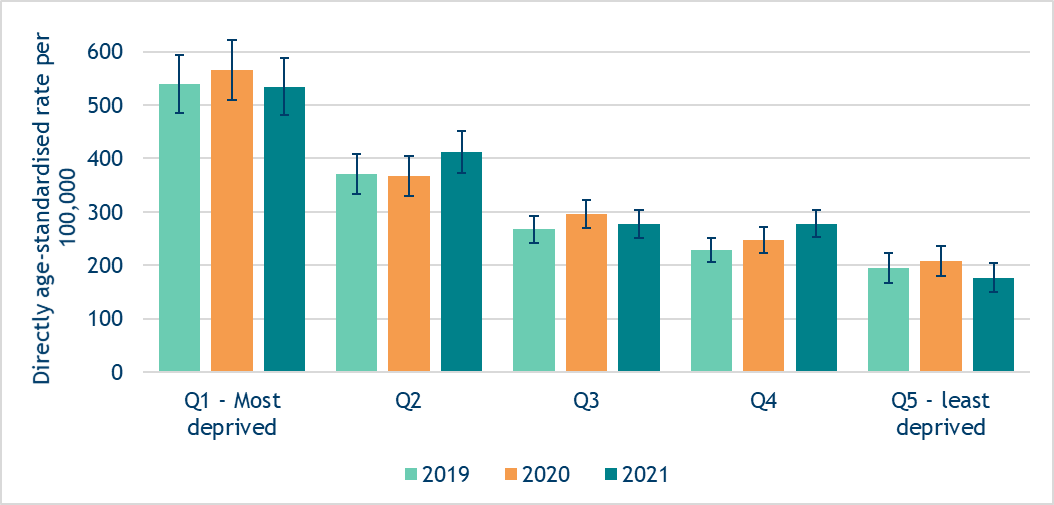 Directly age-standardised rate per
100,000
600
500
400
300
200
100
0
Q1 - Most
deprived
Q2
Q3
Q4
Q5 - least
deprived
2019
2020
2021